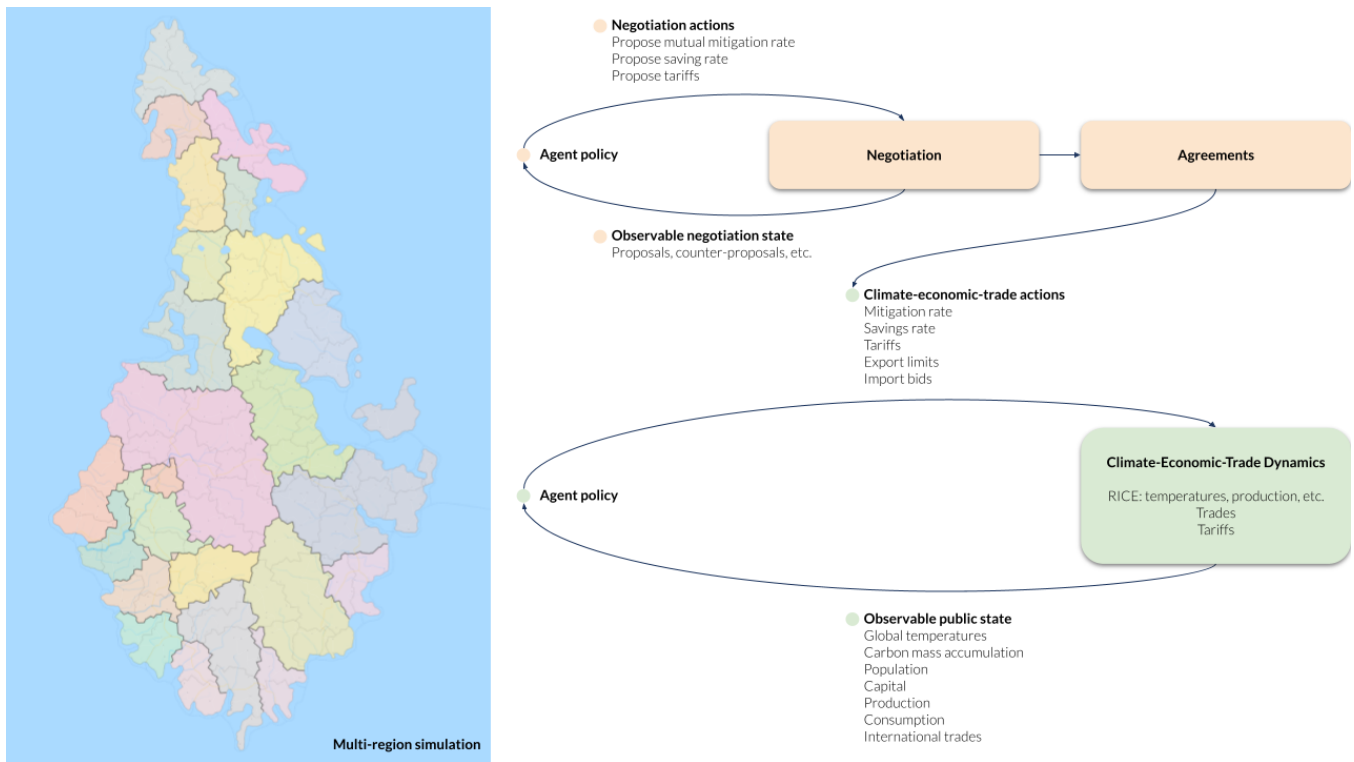 Multi-region simulation
Negotiation actions
Propose mutual mitigation rate
Propose saving rate
Propose tariffs
Agent policy
Negotiation
Agreements
Observable negotiation state
Proposals, counter-proposals, etc.
Climate-economic-trade actions
Mitigation rate
Savings rate
Tariffs
Export limits
Import bids
Agent policy
Climate-Economic-Trade Dynamics
RICE: temperatures, production, etc.
Trades
Tariffs
Observable public state
Global temperatures
Carbon mass accumulation
Population
Capital
Production
Consumption
International trades